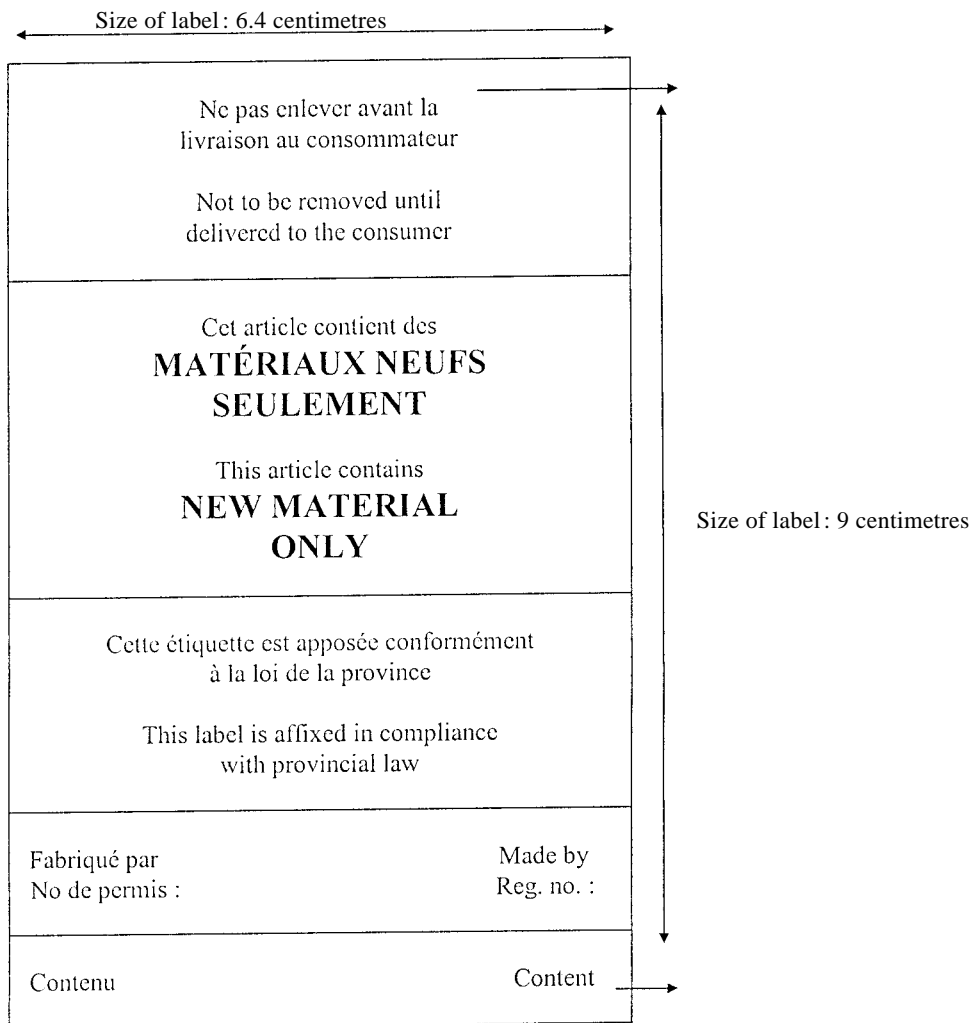 Size of label: 6.4 centimetres
Ne pas enlever avant la
livraison au consommateur
Not to be removed until
delivered to the consumer
Cet article contient des
MATÉRIAUX NEUFS
SEULEMENT
This article contains
NEW MATERIAL
ONLY
Size of label: 9 centimetres
Cette étiquette est apposée conformément
à la loi de la province
This label is affixed in compliance
with provincial law
Fabriqué par Made by
No de permis : Reg. no. :
Contenu Content